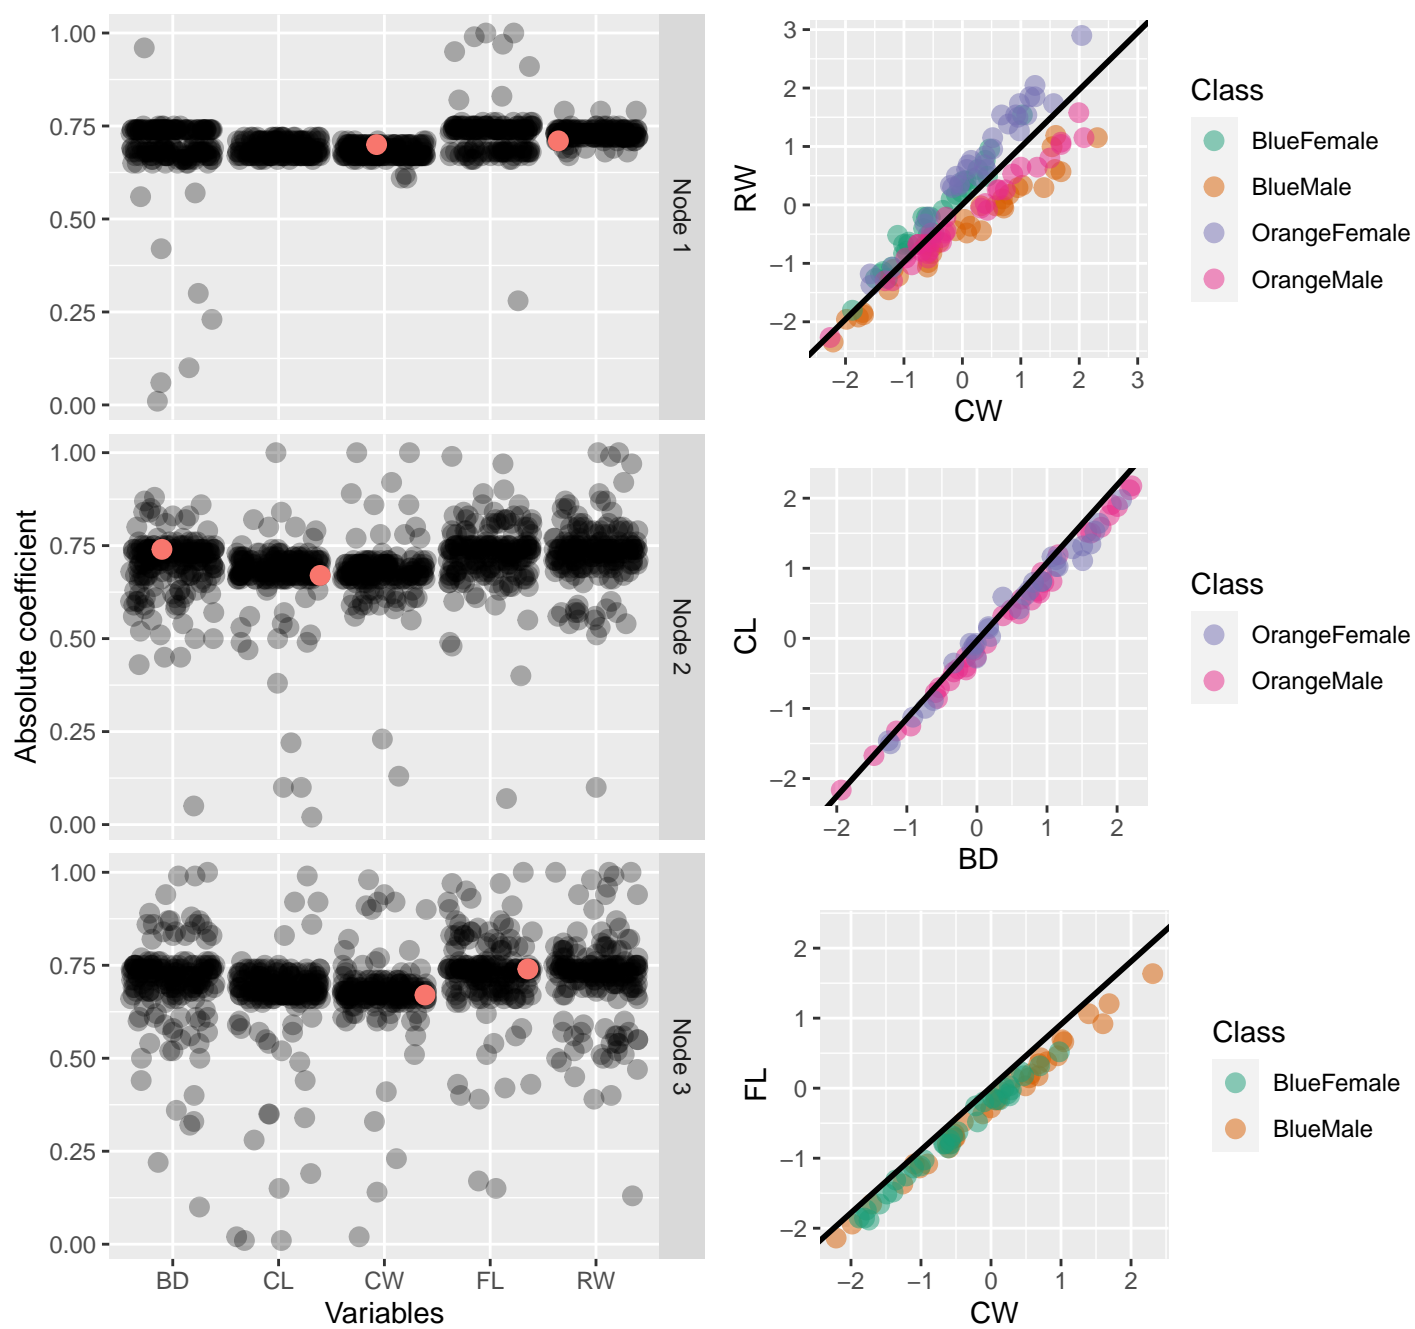 Absolute coefficient
1.00
0.75
0.50
0.25
0.00
Node 1
1.00
0.75
0.50
0.25
0.00
Node 2
1.00
0.75
0.50
0.25
0.00
Node 3
BD CL CW FL RW
Variables
RW
3
2
1
0
−1
−2
−2 −1 0 1 2 3
CW
Class
BlueFemale
BlueMale
OrangeFemale
OrangeMale
CL
2
1
0
−1
−2
−2 −1 0 1 2
BD
Class
OrangeFemale
OrangeMale
FL
2
1
0
−1
−2
−2 −1 0 1 2
CW
Class
BlueFemale
BlueMale